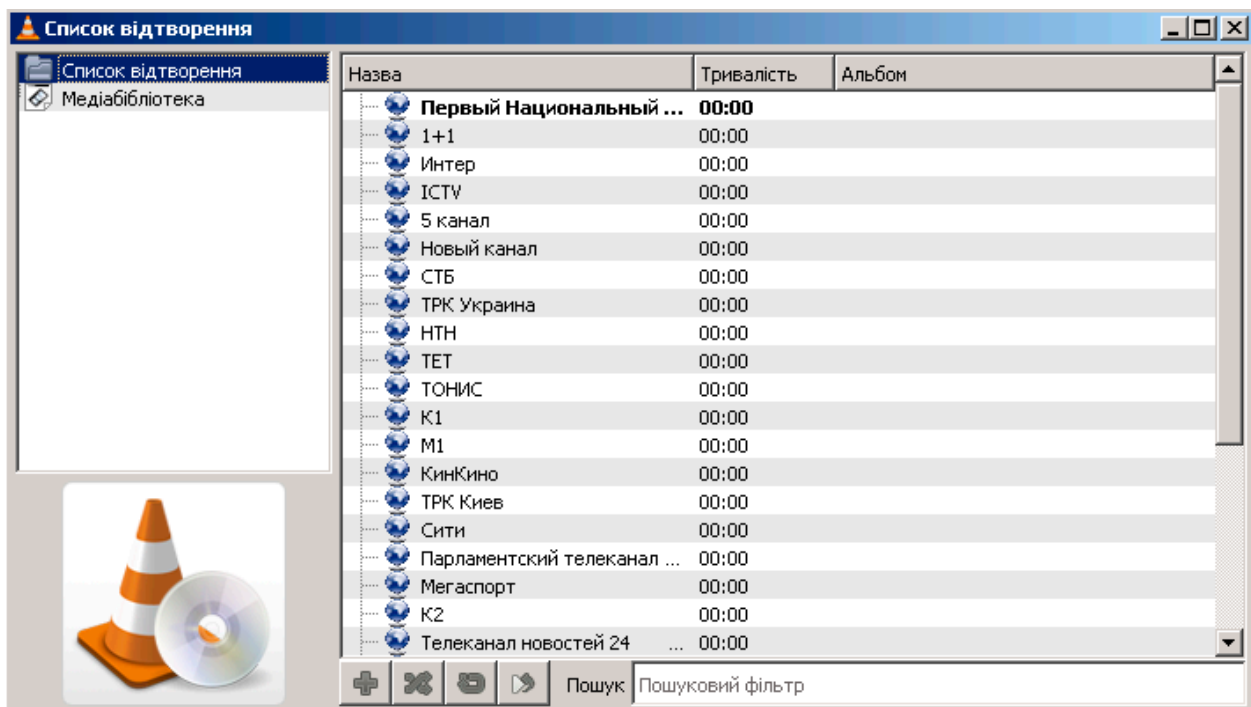 Список відтворення
Список відтворення
Медіабібліотека
Назва Тривалість Альбом
Первый Национальный ... 00:00
1+1 00:00
Интер 00:00
ICTV 00:00
5 канал 00:00
Новый канал 00:00
СТБ 00:00
ТРК Украина 00:00
НТН 00:00
ТЕТ 00:00
ТОНИС 00:00
К1 00:00
М1 00:00
КинКино 00:00
ТРК Киев 00:00
Сити 00:00
Парламентский телеканал ... 00:00
Мегаспорт 00:00
К2 00:00
Телеканал новостей 24 ... 00:00
Пошук Пошуковий фільтр